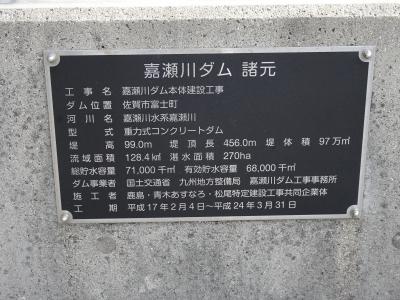 嘉瀬川ダム 諸元
工事名 嘉瀬川ダム本体建設工事
ダム位置 佐賀市富士町
河川名 嘉瀬川水系嘉瀬川
型式 重力式コンクリートダム
堤高 99.0m 堤頂長 456.0m 堤体積 97万㎥
流域面積 128.4㎢ 湛水面積 270ha
総貯水容量 71,000千㎥ 有効貯水容量 68,000千㎥
ダム事業者 国土交通省 九州地方整備局 嘉瀬川ダム工事事務所
施工者 鹿島・青木あすなろ・松尾特定建設工事共同企業体
工期 平成17年2月4日～平成24年3月31日